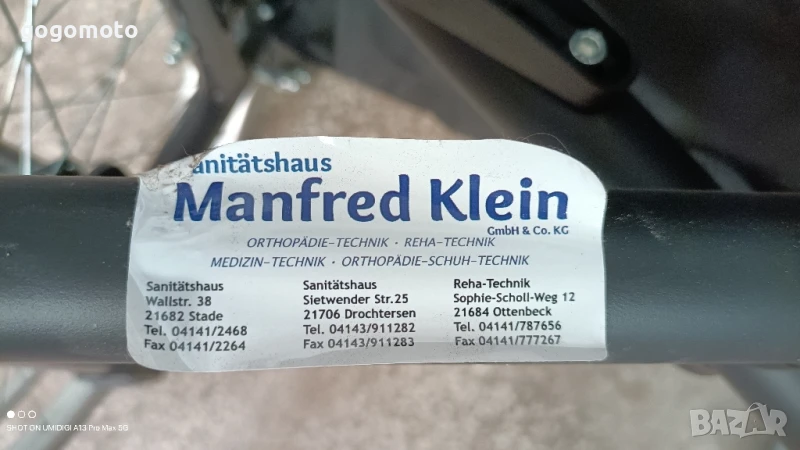 dogomoto
anitätshaus
Manfred Klein
GmbH & Co. KG
ORTHOPÄDIE-TECHNIK · REHA-TECHNIK
MEDIZIN-TECHNIK · ORTHOPÄDIE-SCHUH-TECHNIK
Sanitätshaus
Wallstr. 38
21682 Stade
Tel. 04141/2468
Fax 04141/2264
Sanitätshaus
Sietwender Str.25
21706 Drochtersen
Tel. 04143/911282
Fax 04143/911283
Reha-Technik
Sophie-Scholl-Weg 12
21684 Ottenbeck
Tel. 04141/787656
Fax 04141/777267
SHOT ON UMIDIGI A13 Pro Max 5G
BAZAR